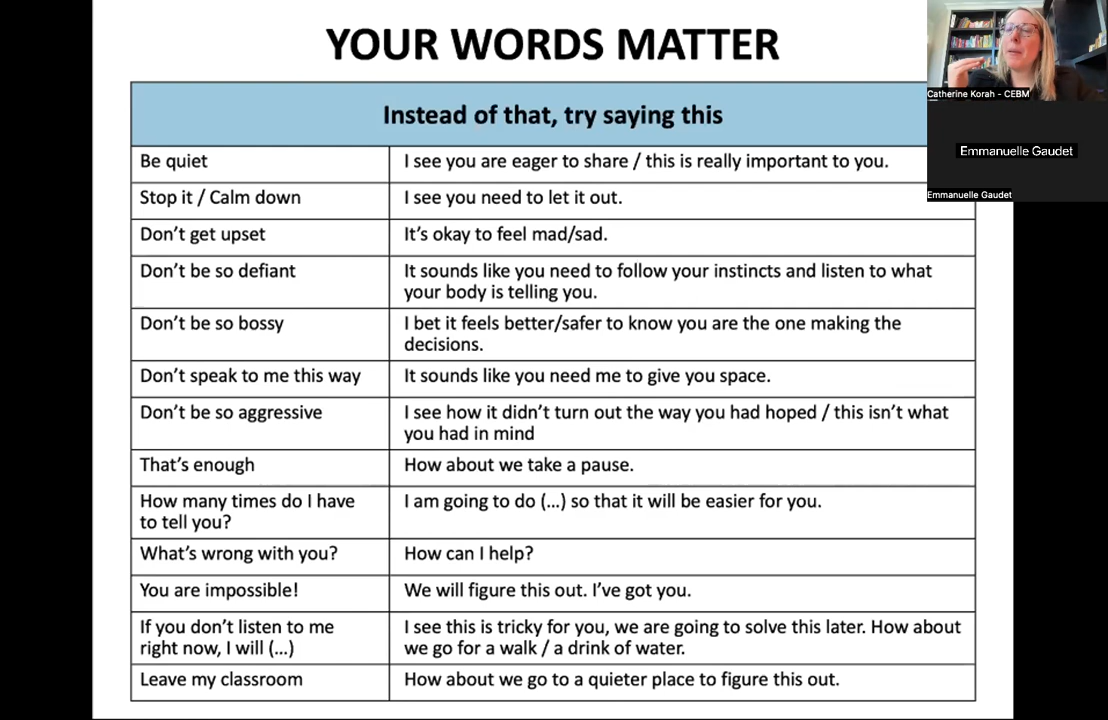 YOUR WORDS MATTER
Instead of that, try saying this
Be quiet
I see you are eager to share / this is really important to you.
Stop it / Calm down
I see you need to let it out.
Don't get upset
It's okay to feel mad/sad.
Don't be so defiant
It sounds like you need to follow your instincts and listen to what
your body is telling you.
Don't be so bossy
I bet it feels better/safer to know you are the one making the
decisions.
Don't speak to me this way
It sounds like you need me to give you space.
Don't be so aggressive
I see how it didn't turn out the way you had hoped / this isn't what
you had in mind
That's enough
How about we take a pause.
How many times do I have
to tell you?
I am going to do (...) so that it will be easier for you.
What's wrong with you?
How can I help?
You are impossible!
We will figure this out. I've got you.
If you don't listen to me
right now, I will (...)
I see this is tricky for you, we are going to solve this later. How about
we go for a walk / a drink of water.
Leave my classroom
How about we go to a quieter place to figure this out.
Catherine Korah - CEBM
Emmanuelle Gaudet
Emmanuelle Gaudet